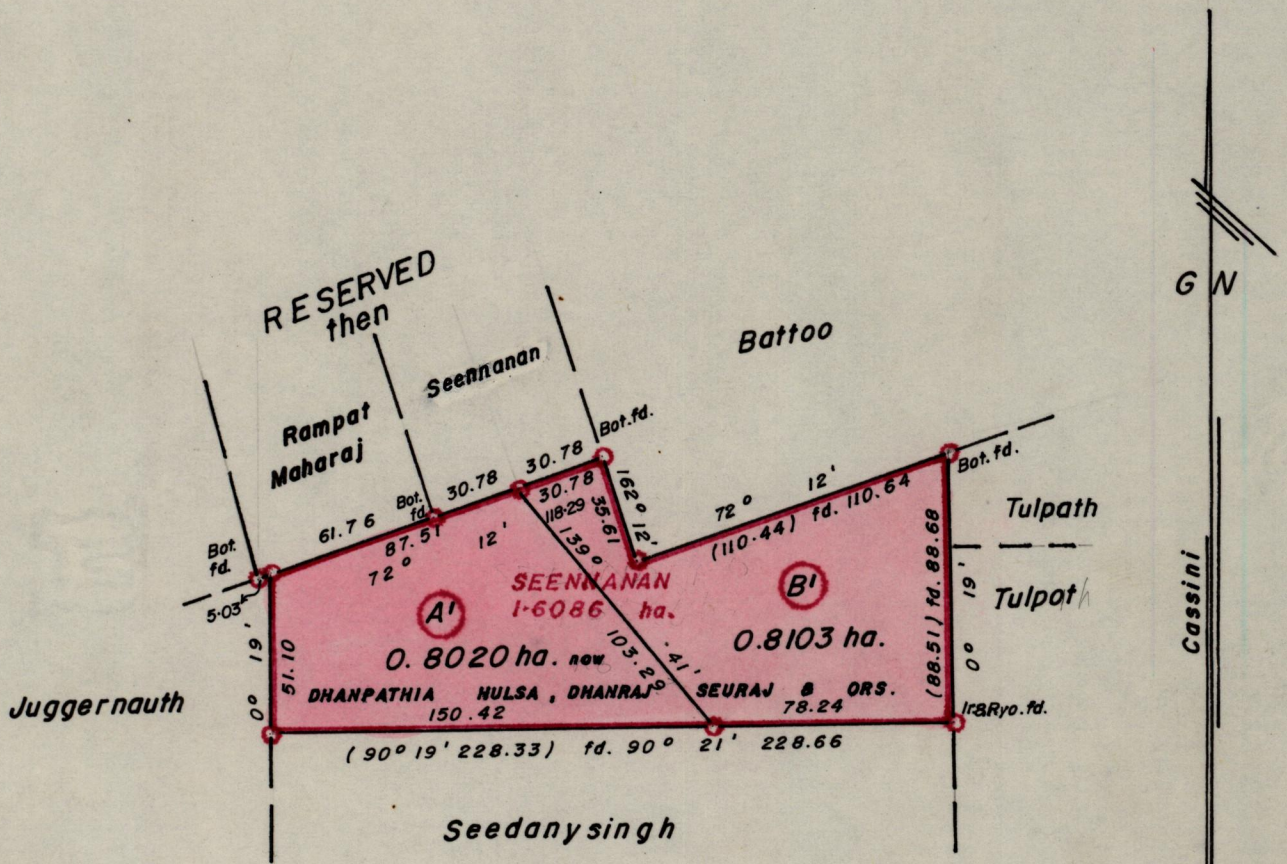 RESERVED
then
G N
Battoo
Seennanan
Rampat
Maharaj
Bot.fd.
30.78
30.78
30.78
Bot.
fd.
61.76
87.51
72° 12'
118.29
35.61
162° 12'
72° 12'
(110.44) fd. 110.64
Bot.fd.
Tulpath
Tulpath
Bot.
fd.
5.03
0° 19'
51.10
139° 41'
103.29
SEENNANAN
1.6086 ha.
A'
0.8020 ha. now
B'
0.8103 ha.
(88.51) fd. 88.68
0° 19'
Cassini
DHANPATHIA HULSA, DHANRAJ SEURAJ & ORS.
150.42
78.24
Ir&Ryo.fd.
Juggernauth
(90° 19' 228.33) fd. 90° 21' 228.66
Seedanysingh